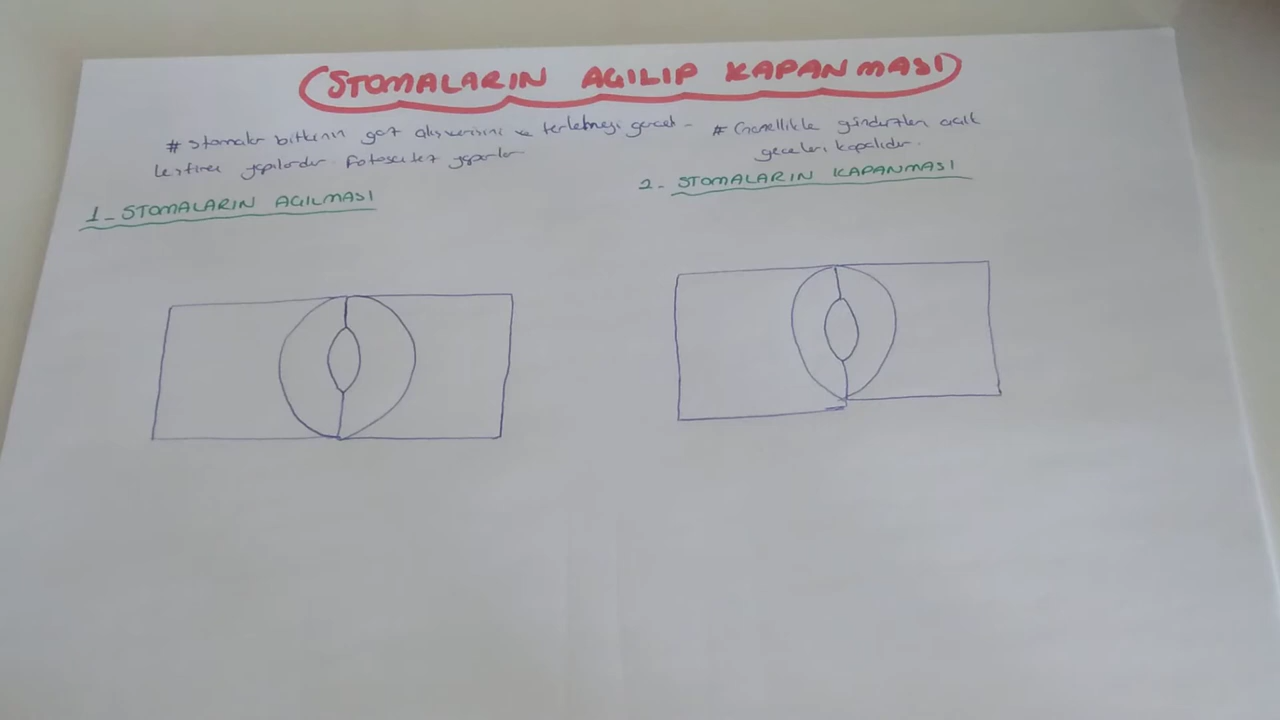 STOMALARIN AÇILIP KAPANMASI
# Stomalar bitkinin gaz alışverişini ve terlemeyi gerçek-
leştiren yapılardır. Fotosentez yaparlar
# Genellikle gündüzleri açık
geceleri kapalıdır.
1- STOMALARIN AÇILMASI
2- STOMALARIN KAPANMASI